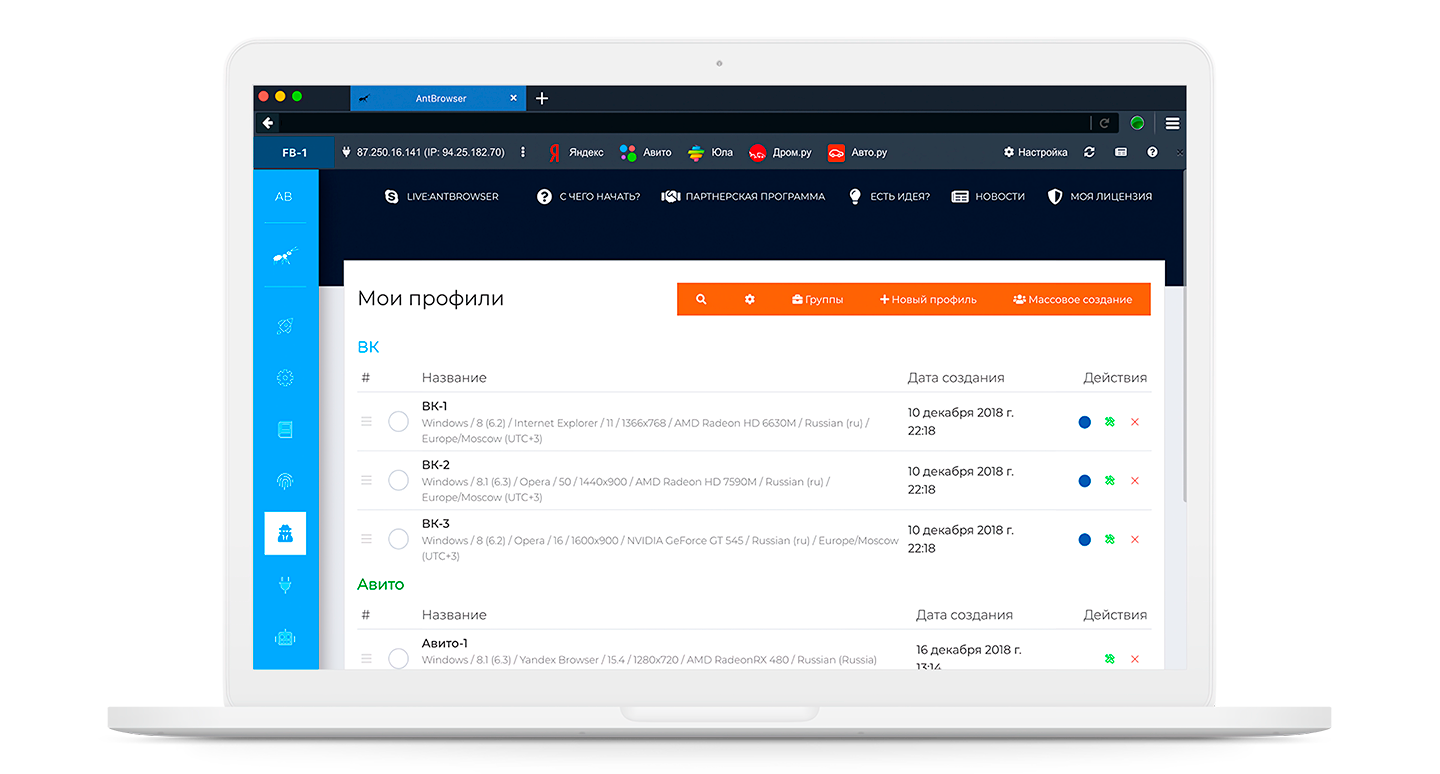 AntBrowser
FB-1
87.250.16.141 (IP: 94.25.182.70)
Яндекс
Авито
Юла
Дром.ру
Авто.ру
Настройка
AB
LIVE:ANTBROWSER
С ЧЕГО НАЧАТЬ?
ПАРТНЕРСКАЯ ПРОГРАММА
ЕСТЬ ИДЕЯ?
НОВОСТИ
МОЯ ЛИЦЕНЗИЯ
Мои профили
Группы
Новый профиль
Массовое создание
ВК
# Название Дата создания Действия
ВК-1
Windows / 8 (6.2) / Internet Explorer / 11 / 1366x768 / AMD Radeon HD 6630M / Russian (ru) /
Europe/Moscow (UTC+3)
10 декабря 2018 г.
22:18
ВК-2
Windows / 8.1 (6.3) / Opera / 50 / 1440x900 / AMD Radeon HD 7590M / Russian (ru) /
Europe/Moscow (UTC+3)
10 декабря 2018 г.
22:18
ВК-3
Windows / 8 (6.2) / Opera / 16 / 1600x900 / NVIDIA GeForce GT 545 / Russian (ru) / Europe/Moscow
(UTC+3)
10 декабря 2018 г.
22:18
Авито
# Название Дата создания Действия
Авито-1
Windows / 8.1 (6.3) / Yandex Browser / 15.4 / 1280x720 / AMD RadeonRX 480 / Russian (Russia)
16 декабря 2018 г.
13:14